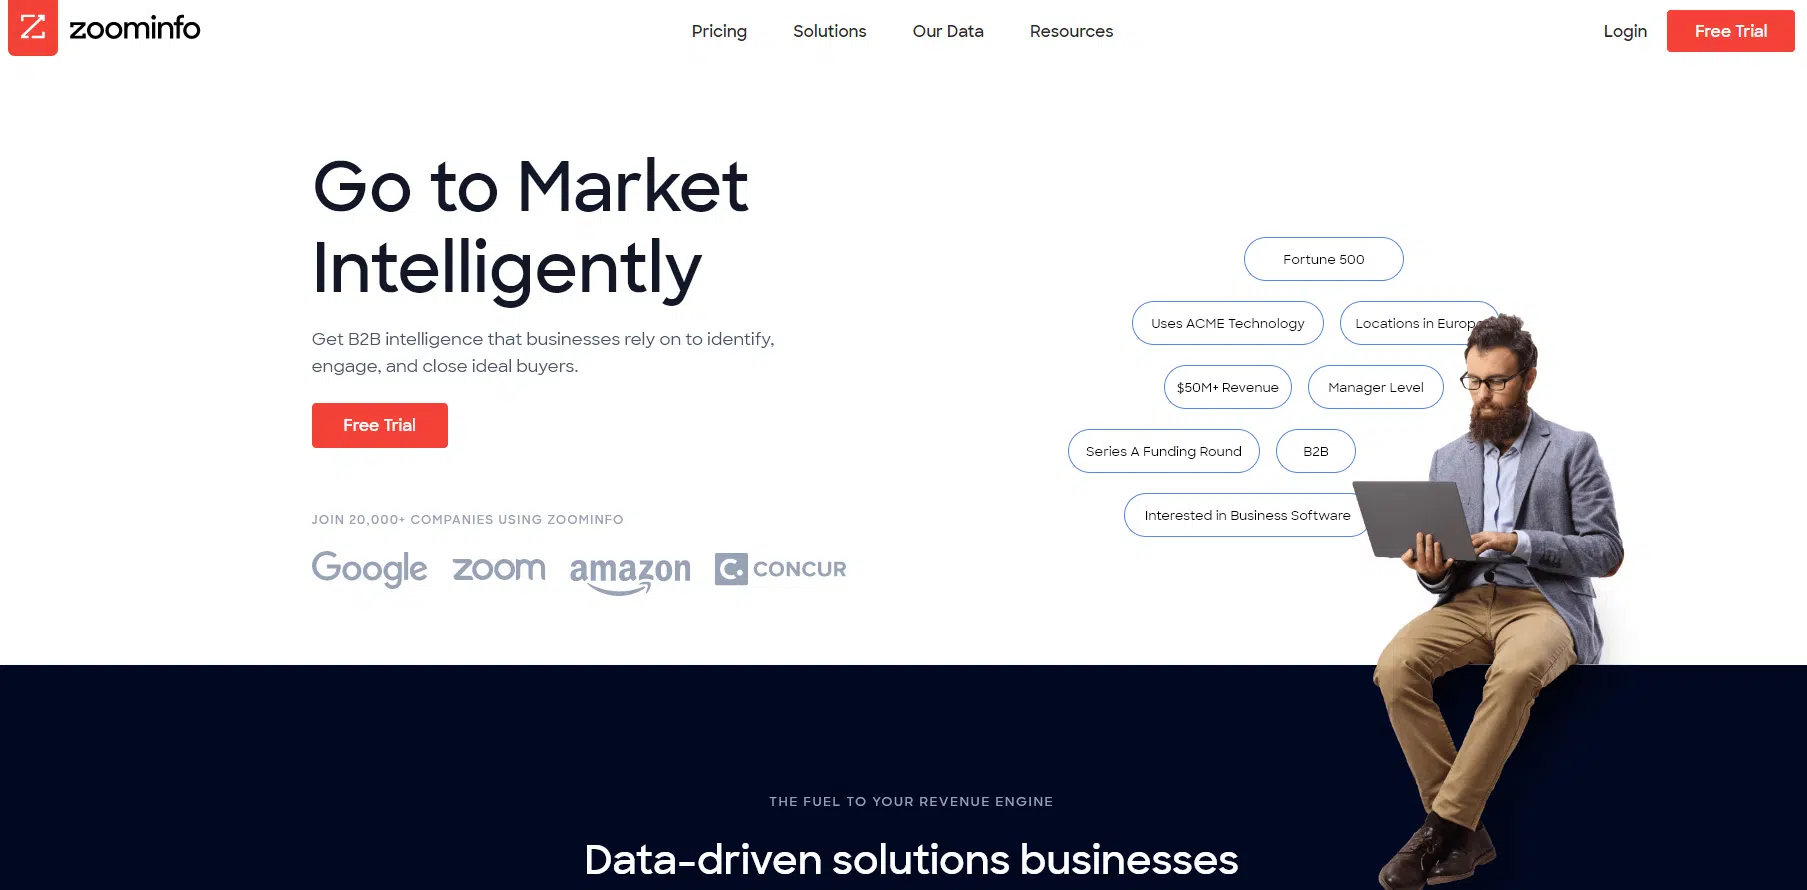 zoominfo
Pricing
Solutions
Our Data
Resources
Login
Free Trial
Go to Market
Intelligently
Get B2B intelligence that businesses rely on to identify,
engage, and close ideal buyers.
Free Trial
JOIN 20,000+ COMPANIES USING ZOOMINFO
Google
zoom
amazon
C. CONCUR
Fortune 500
Uses ACME Technology
Locations in Europ
$50M+ Revenue
Manager Level
Series A Funding Round
B2B
Interested in Business Software
THE FUEL TO YOUR REVENUE ENGINE
Data-driven solutions businesses